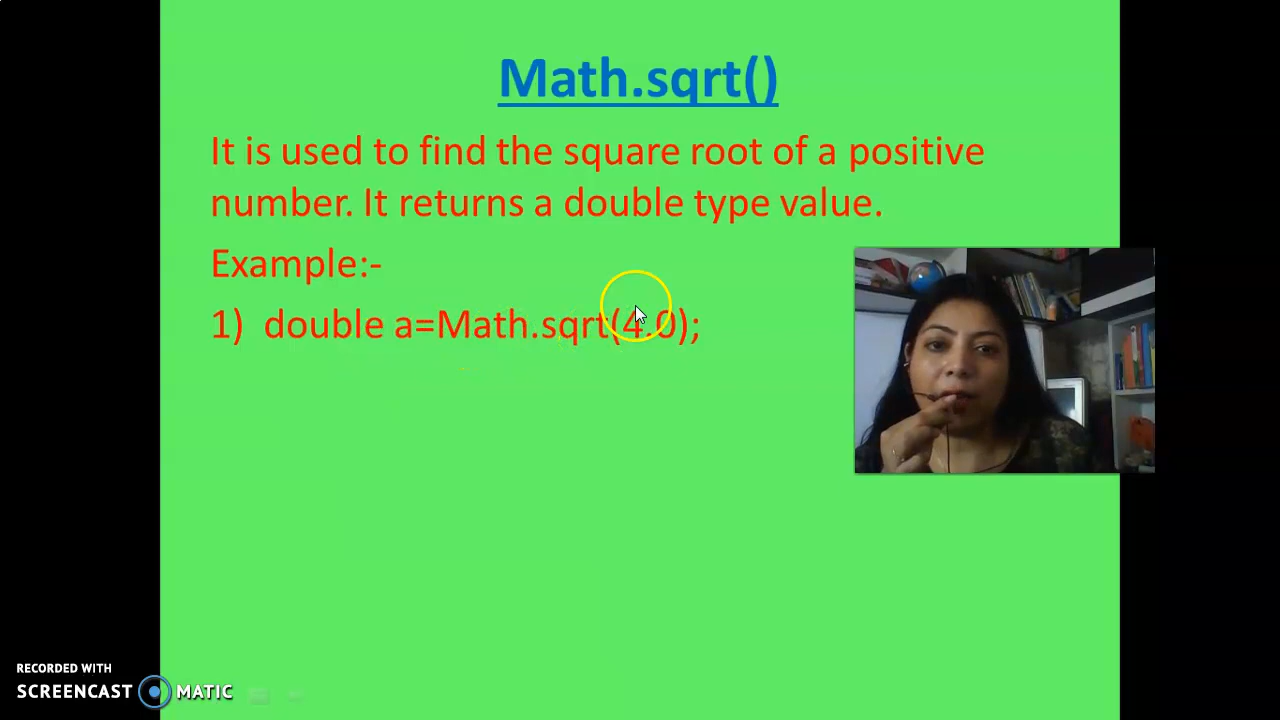 Math.sqrt()
It is used to find the square root of a positive
number. It returns a double type value.
Example:-
1) double a=Math.sqrt(4.0);
RECORDED WITH
SCREENCAST MATIC